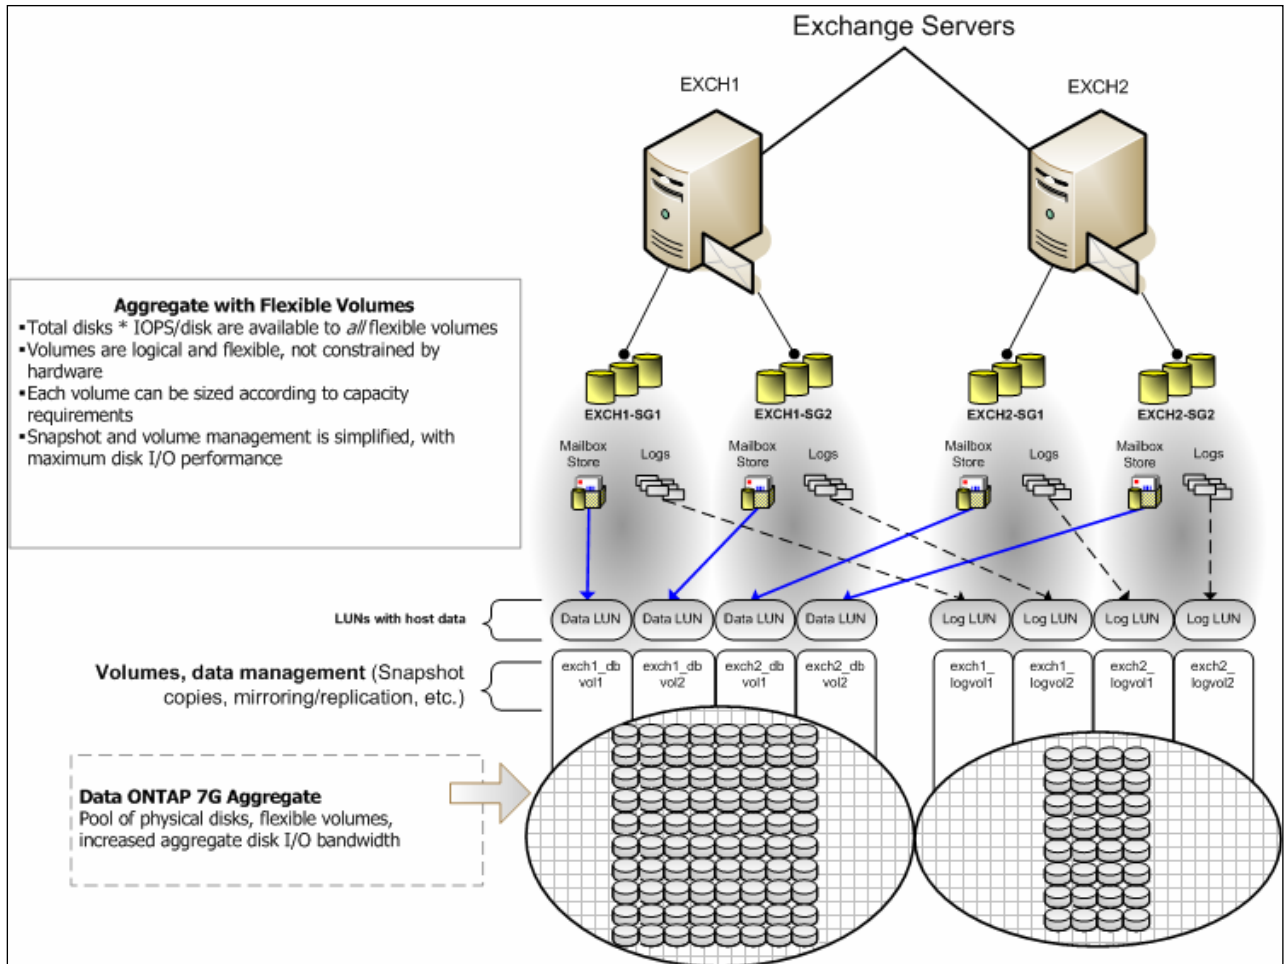 Exchange Servers
EXCH1
EXCH2
Aggregate with Flexible Volumes
▪Total disks * IOPS/disk are available to all flexible volumes
▪Volumes are logical and flexible, not constrained by
hardware
▪Each volume can be sized according to capacity
requirements
▪Snapshot and volume management is simplified, with
maximum disk I/O performance
EXCH1-SG1
EXCH1-SG2
EXCH2-SG1
EXCH2-SG2
Mailbox
Store
Logs
Mailbox
Store
Logs
Mailbox
Store
Logs
Mailbox
Store
Logs
LUNs with host data
Data LUN
Data LUN
Data LUN
Data LUN
Log LUN
Log LUN
Log LUN
Log LUN
Volumes, data management (Snapshot
copies, mirroring/replication, etc.)
exch1_db
vol1
exch1_db
vol2
exch2_db
vol1
exch2_db
vol2
exch1_
logvol1
exch1_
logvol2
exch2_
logvol1
exch2_
logvol2
Data ONTAP 7G Aggregate
Pool of physical disks, flexible volumes,
increased aggregate disk I/O bandwidth